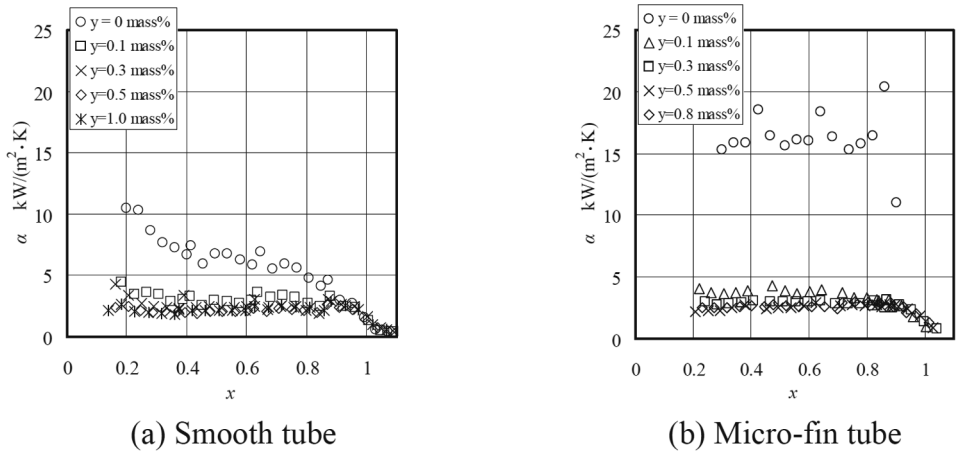 y = 0 mass%
y=0.1 mass%
y=0.3 mass%
y=0.5 mass%
y=1.0 mass%
25
20
15
10
5
0
α kW/(m²·K)
0 0.2 0.4 0.6 0.8 1
x
(a) Smooth tube
y = 0 mass%
y=0.1 mass%
y=0.3 mass%
y=0.5 mass%
y=0.8 mass%
25
20
15
10
5
0
α kW/(m²·K)
0 0.2 0.4 0.6 0.8 1
x
(b) Micro-fin tube